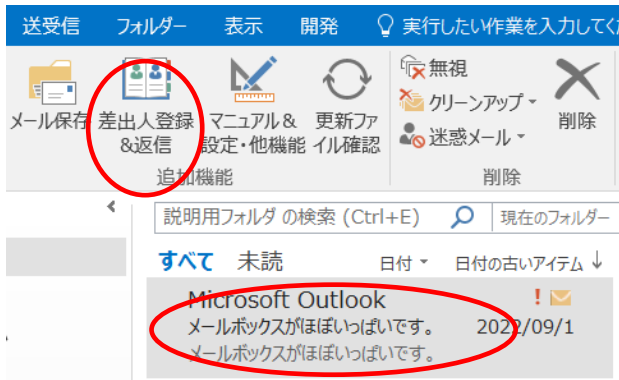 送受信 フォルダー 表示 開発 実行したい作業を入力してくだ
メール保存 差出人登録&返信 マニュアル&設定・他機能 更新ファイル確認
無視
クリーンアップ
迷惑メール
削除
追加機能 削除
説明用フォルダ の検索 (Ctrl+E) 現在のフォルダー
すべて 未読 日付 日付の古いアイテム ↓
Microsoft Outlook !
メールボックスがほぼいっぱいです。 2022/09/1
メールボックスがほぼいっぱいです。